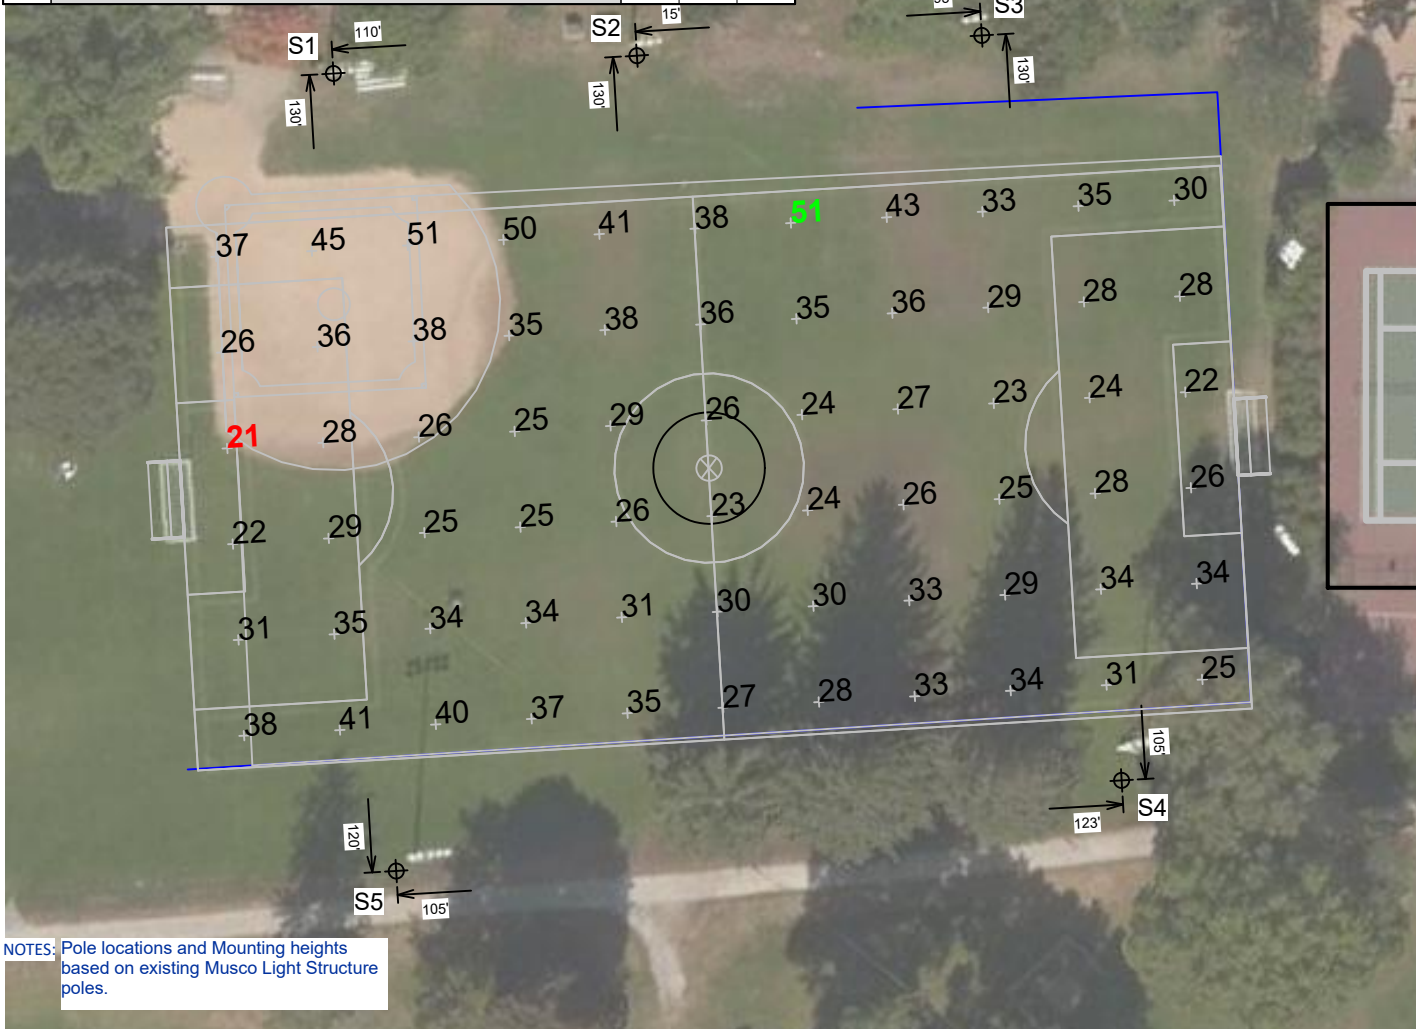 S3
S2
15'
S1
110'
130'
130'
130'
37 45 51 50 41 38 51 43 33 35 30
26 36 38 35 38 36 35 36 29 28 28
21 28 26 25 29 26 24 27 23 24 22
22 29 25 25 26 23 24 26 25 28 26
31 35 34 34 31 30 30 33 29 34 34
38 41 40 37 35 27 28 33 34 31 25
105'
S4
123'
120'
S5
105'
NOTES: Pole locations and Mounting heights
based on existing Musco Light Structure
poles.